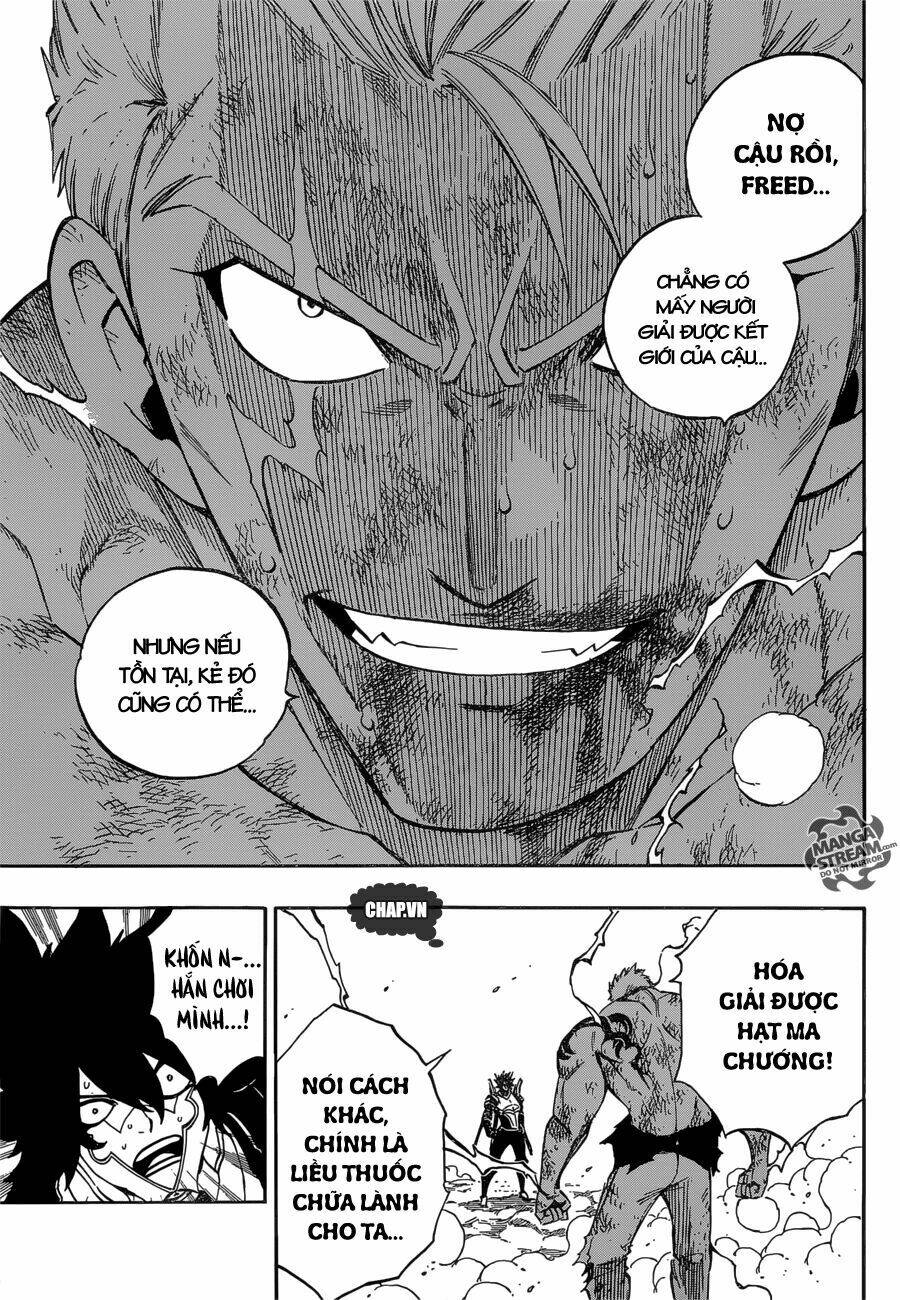 NỢ
CẬU RỒI,
FREED...
CHẲNG CÓ
MẤY NGƯỜI
GIẢI ĐƯỢC KẾT
GIỚI CỦA CẬU...
NHƯNG NẾU
TỒN TẠI, KẺ ĐÓ
CŨNG CÓ THỂ...
MANGA
STREAM.com
DO NOT MIRROR
CHAP.VN
HÓA
GIẢI ĐƯỢC
HẠT MA
CHƯỚNG!
NÓI CÁCH
KHÁC,
CHÍNH LÀ
LIỀU THUỐC
CHỮA LÀNH
CHO TA...
KHỐN N-...
HẮN CHƠI
MÌNH...!